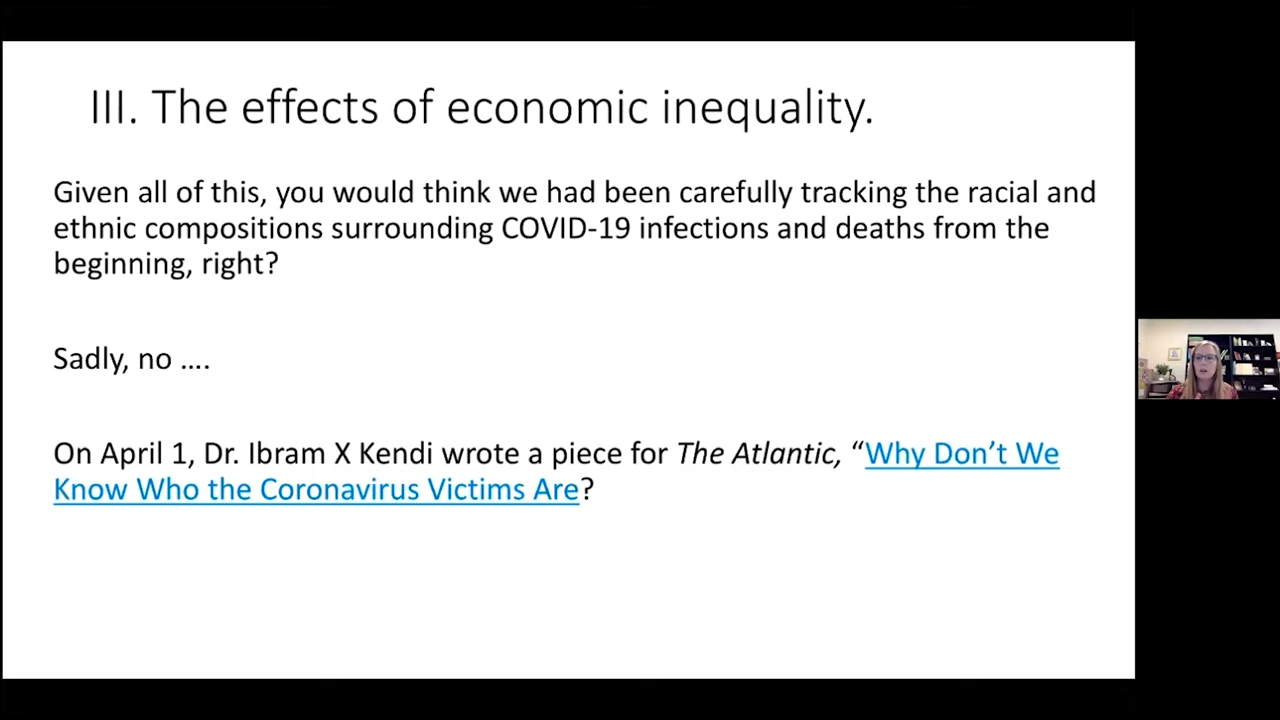 III. The effects of economic inequality.
Given all of this, you would think we had been carefully tracking the racial and
ethnic compositions surrounding COVID-19 infections and deaths from the
beginning, right?
Sadly, no ....
On April 1, Dr. Ibram X Kendi wrote a piece for The Atlantic, “Why Don’t We
Know Who the Coronavirus Victims Are?